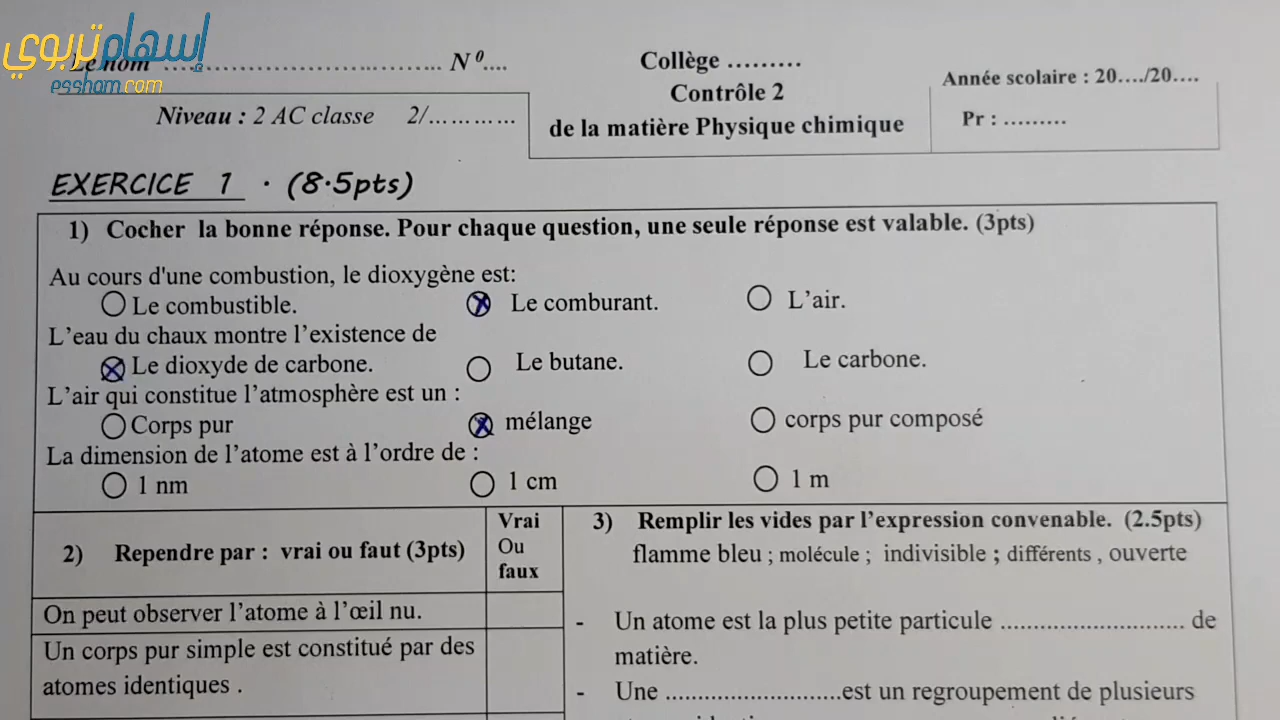 إسهام تربوي
essham.com
Le nom ........................................ N⁰....
Niveau : 2 AC classe 2/............
Collège .........
Contrôle 2
de la matière Physique chimique
Année scolaire : 20..../20....
Pr : .........
EXERCICE 1 . (8.5pts)
1) Cocher la bonne réponse. Pour chaque question, une seule réponse est valable. (3pts)
Au cours d'une combustion, le dioxygène est:
Le combustible. Le comburant. L'air.
L'eau du chaux montre l'existence de
Le dioxyde de carbone. Le butane. Le carbone.
L'air qui constitue l'atmosphère est un :
Corps pur mélange corps pur composé
La dimension de l'atome est à l'ordre de :
1 nm 1 cm 1 m
2) Rependre par : vrai ou faut (3pts)
Vrai
Ou
faux
On peut observer l'atome à l'œil nu.
Un corps pur simple est constitué par des
atomes identiques .
3) Remplir les vides par l'expression convenable. (2.5pts)
flamme bleu ; molécule ; indivisible ; différents , ouverte
- Un atome est la plus petite particule ............................ de
matière.
- Une ...........................est un regroupement de plusieurs